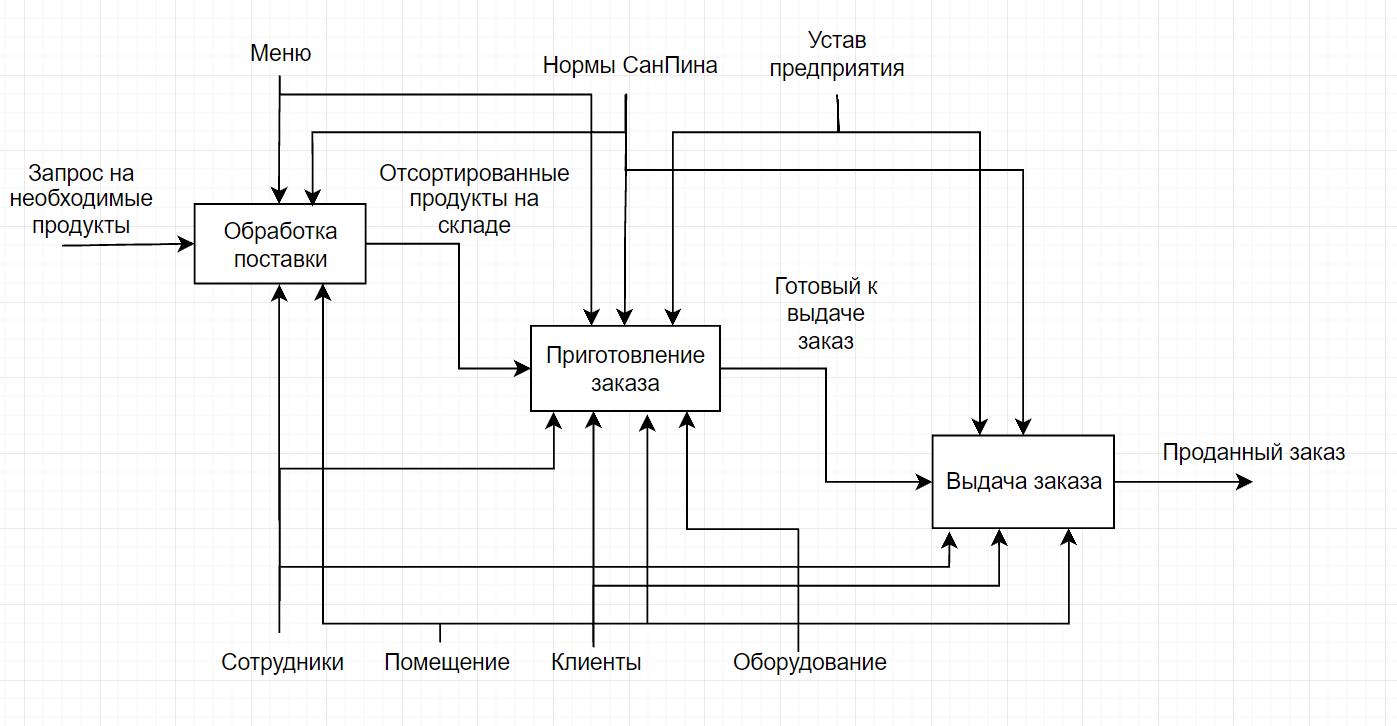 Меню
Нормы СанПина
Устав
предприятия
Запрос на
необходимые
продукты
Отсортированные
продукты на
складе
Обработка
поставки
Готовый к
выдаче
заказ
Приготовление
заказа
Проданный заказ
Выдача заказа
Сотрудники
Помещение
Клиенты
Оборудование